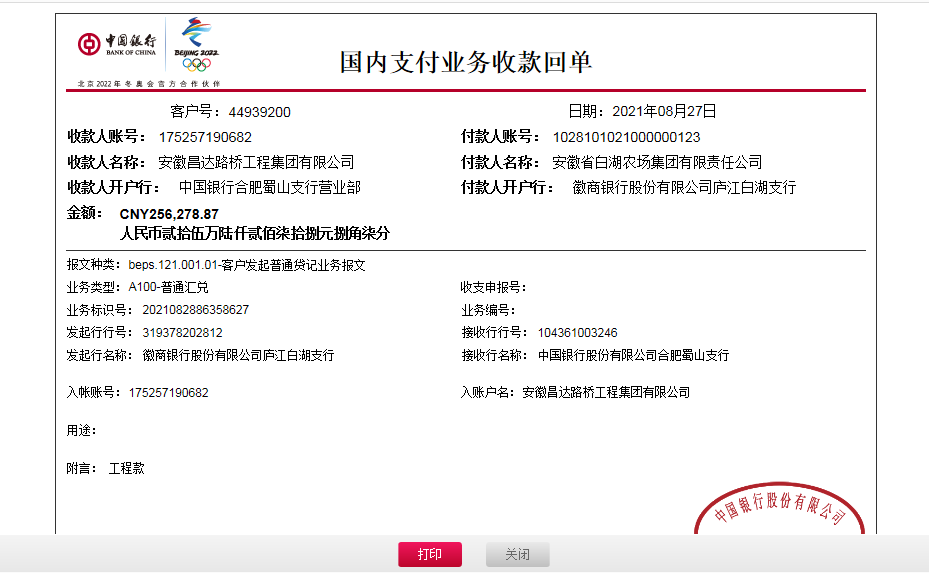 中国银行
BANK OF CHINA
BEIJING 2022
北京2022年冬奥会官方合作伙伴
国内支付业务收款回单
客户号：44939200 日期：2021年08月27日
收款人账号：175257190682 付款人账号：1028101021000000123
收款人名称：安徽昌达路桥工程集团有限公司 付款人名称：安徽省白湖农场集团有限责任公司
收款人开户行：中国银行合肥蜀山支行营业部 付款人开户行：徽商银行股份有限公司庐江白湖支行
金额：CNY256,278.87
人民币贰拾伍万陆仟贰佰柒拾捌元捌角柒分
报文种类：beps.121.001.01-客户发起普通贷记业务报文
业务类型：A100-普通汇兑 收支申报号：
业务标识号：2021082886358627 业务编号：
发起行行号：319378202812 接收行行号：104361003246
发起行名称：徽商银行股份有限公司庐江白湖支行 接收行名称：中国银行股份有限公司合肥蜀山支行
入帐账号：175257190682 入账户名：安徽昌达路桥工程集团有限公司
用途：
附言：工程款
中国银行股份有限公司
打印 关闭